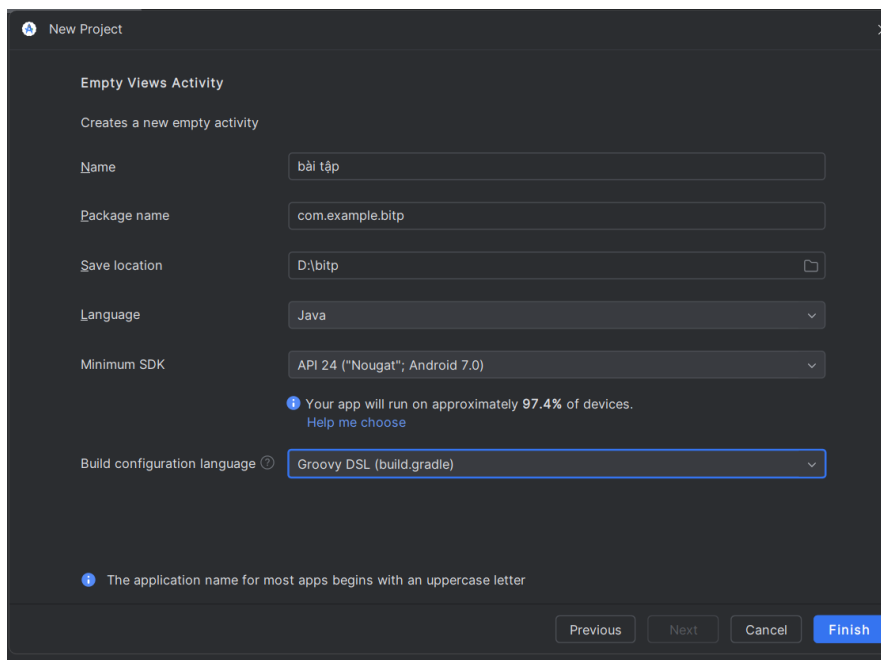 New Project
Empty Views Activity
Creates a new empty activity
Name bài tập
Package name com.example.bitp
Save location D:\bitp
Language Java
Minimum SDK API 24 ("Nougat"; Android 7.0)
Your app will run on approximately 97.4% of devices.
Help me choose
Build configuration language ? Groovy DSL (build.gradle)
The application name for most apps begins with an uppercase letter
Previous Next Cancel Finish